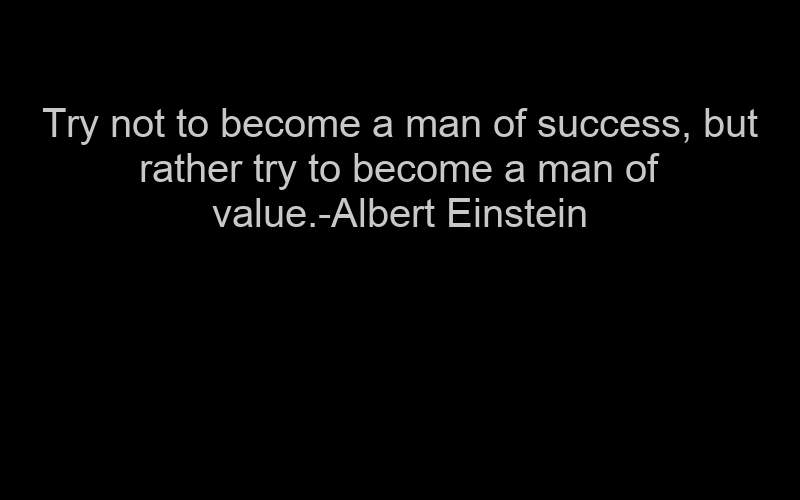 Try not to become a man of success, but
rather try to become a man of
value.-Albert Einstein